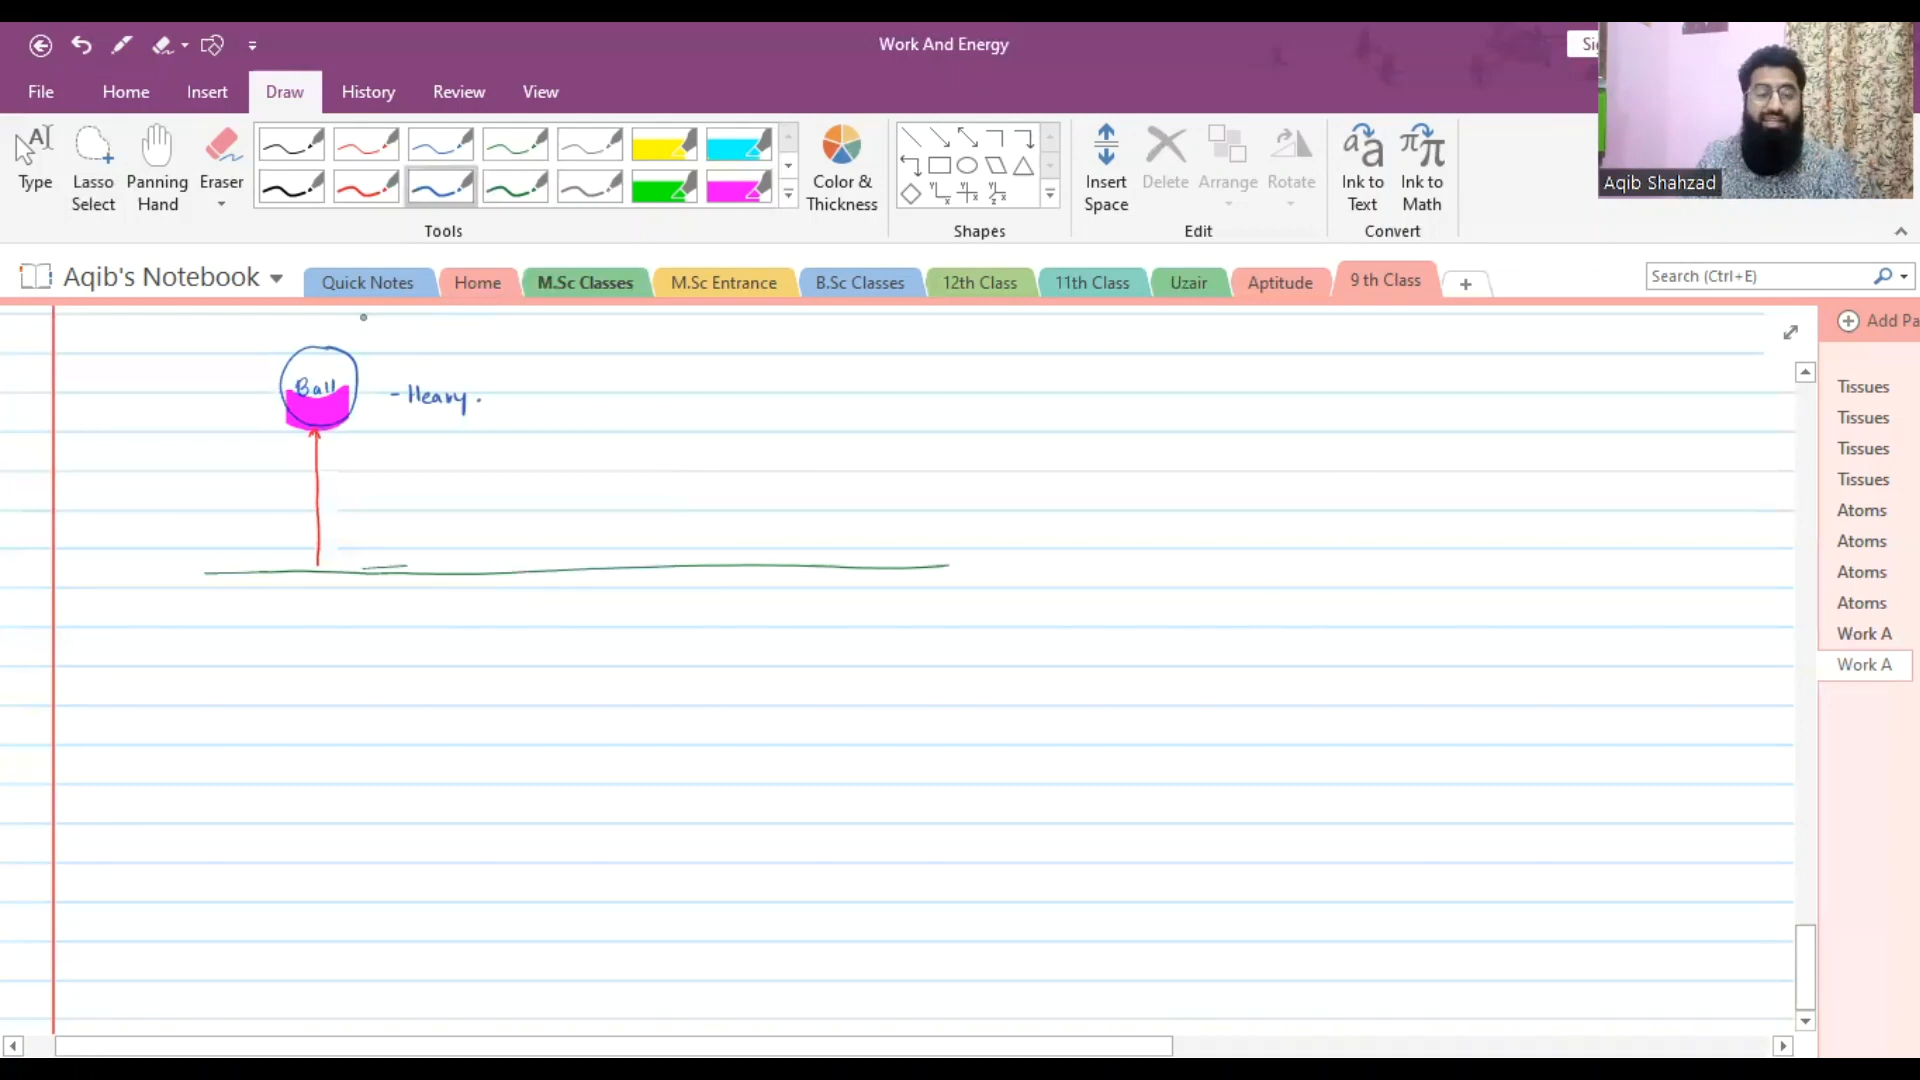 Work And Energy
File Home Insert Draw History Review View
Aqib Shahzad
Type Lasso Select Panning Hand Eraser Color & Thickness Insert Space Delete Arrange Rotate Ink to Text Ink to Math
Tools Shapes Edit Convert
Aqib's Notebook Quick Notes Home M.Sc Classes M.Sc Entrance B.Sc Classes 12th Class 11th Class Uzair Aptitude 9 th Class Search (Ctrl+E)
Add Pa
Ball - Heavy.
Tissues
Tissues
Tissues
Tissues
Atoms
Atoms
Atoms
Atoms
Work A
Work A